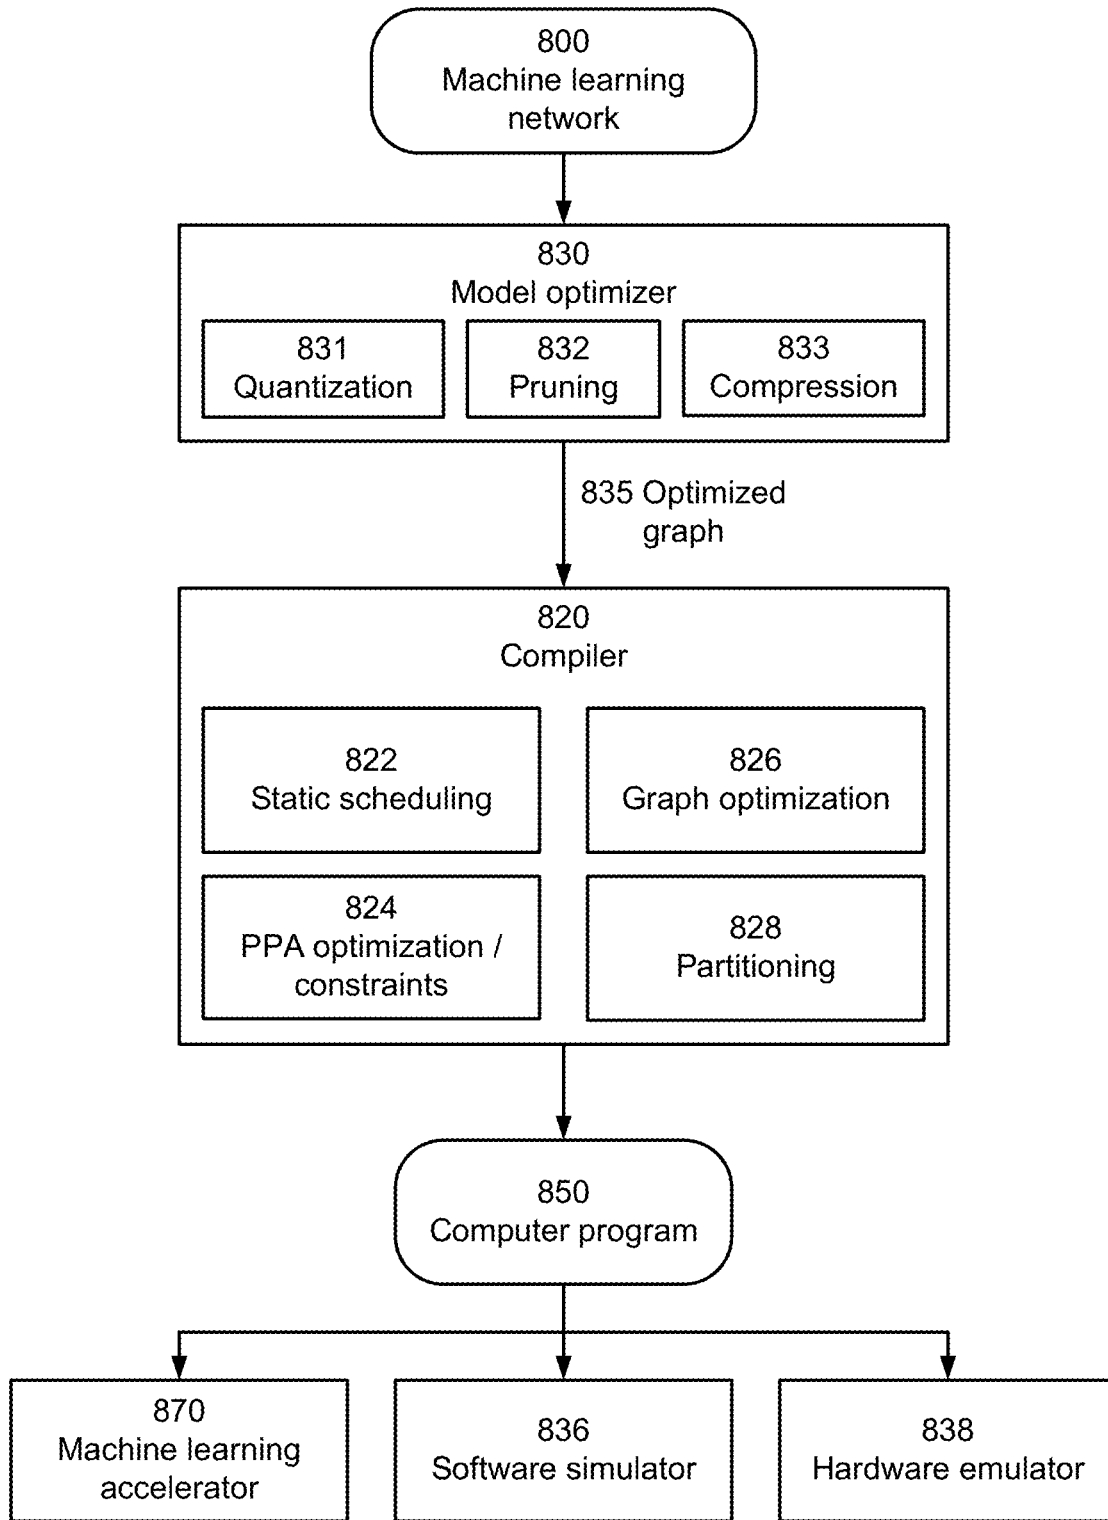 800
Machine learning
network
830
Model optimizer
831
Quantization
832
Pruning
833
Compression
835 Optimized
graph
820
Compiler
822
Static scheduling
826
Graph optimization
824
PPA optimization /
constraints
828
Partitioning
850
Computer program
870
Machine learning
accelerator
836
Software simulator
838
Hardware emulator